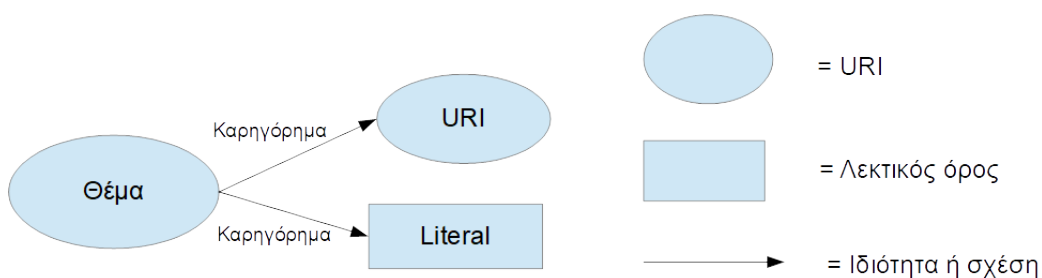 Καρηγόρημα
URI
Θέμα
Καρηγόρημα
Literal
= URI
= Λεκτικός όρος
= Ιδιότητα ή σχέση